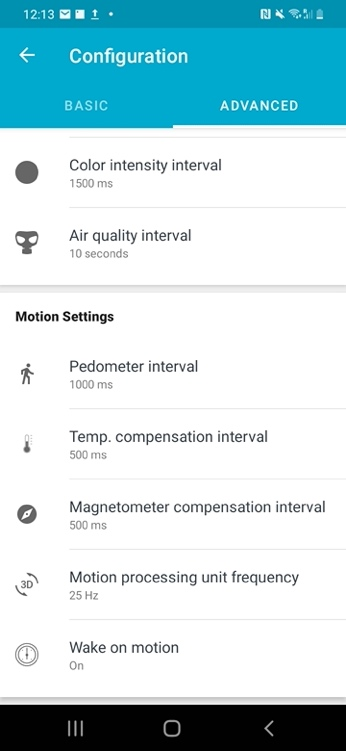 12:13
Configuration
BASIC ADVANCED
Color intensity interval
1500 ms
Air quality interval
10 seconds
Motion Settings
Pedometer interval
1000 ms
Temp. compensation interval
500 ms
Magnetometer compensation interval
500 ms
3D
Motion processing unit frequency
25 Hz
Wake on motion
On